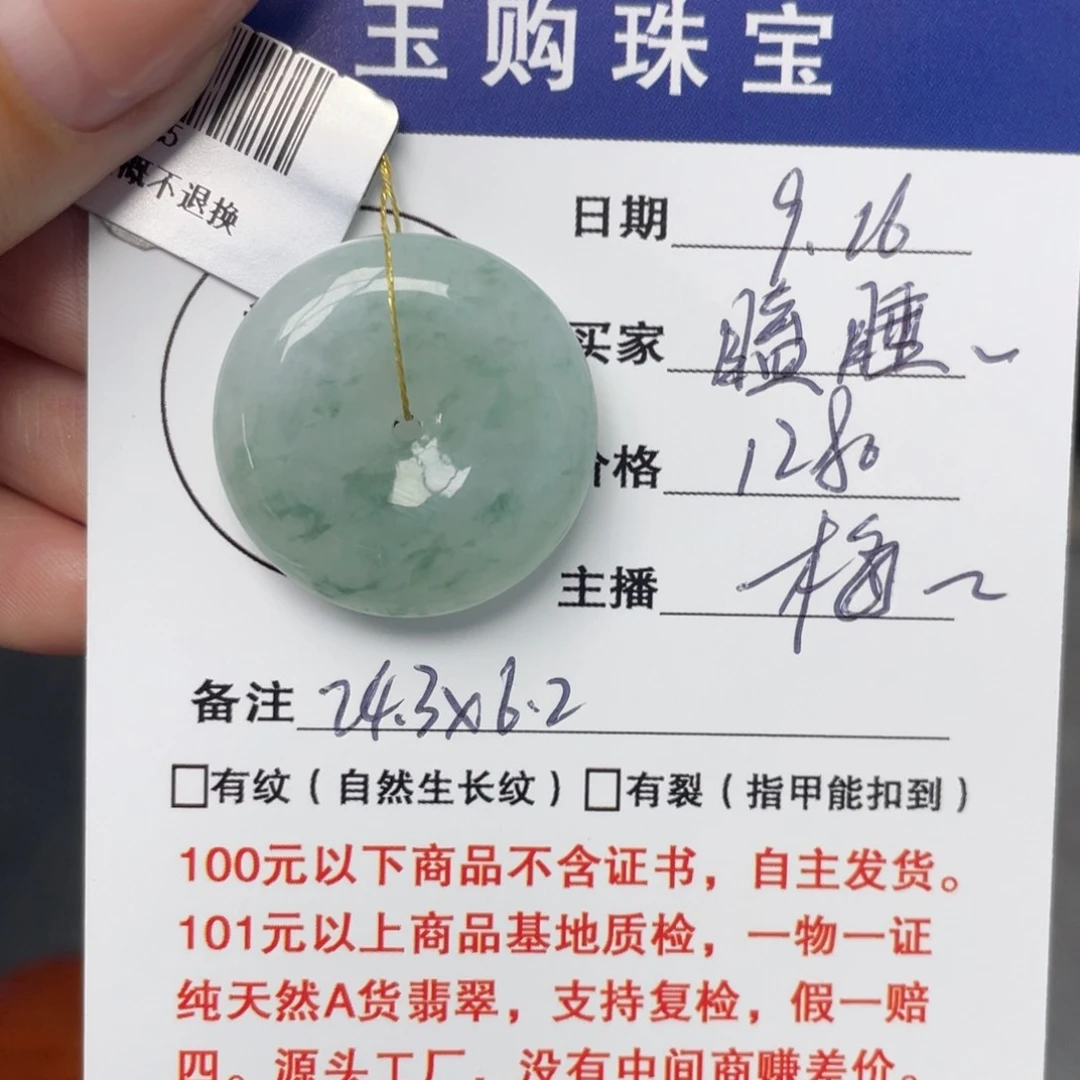 玉购珠宝
5
概不退换
日期 9.26
买家 瞌睡~
价格 1280
主播 梅~
备注 24.3x6.2
□有纹（自然生长纹）□有裂（指甲能扣到）
100元以下商品不含证书，自主发货。
101元以上商品基地质检，一物一证
纯天然A货翡翠，支持复检，假一赔
四。源头工厂，没有中间商赚差价。